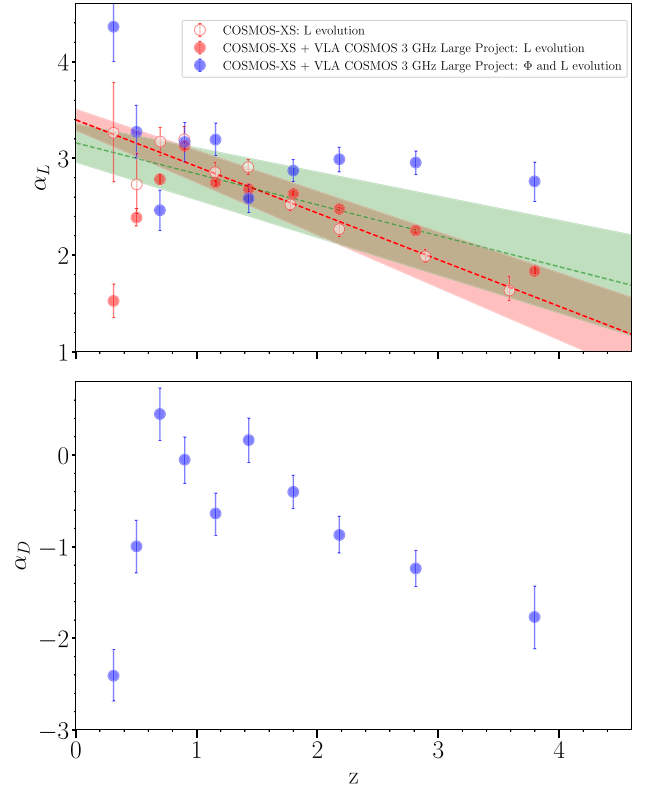 COSMOS-XS: L evolution
COSMOS-XS + VLA COSMOS 3 GHz Large Project: L evolution
COSMOS-XS + VLA COSMOS 3 GHz Large Project: Φ and L evolution
4
3
2
1
α_L
0
−1
−2
−3
α_D
0 1 2 3 4
z